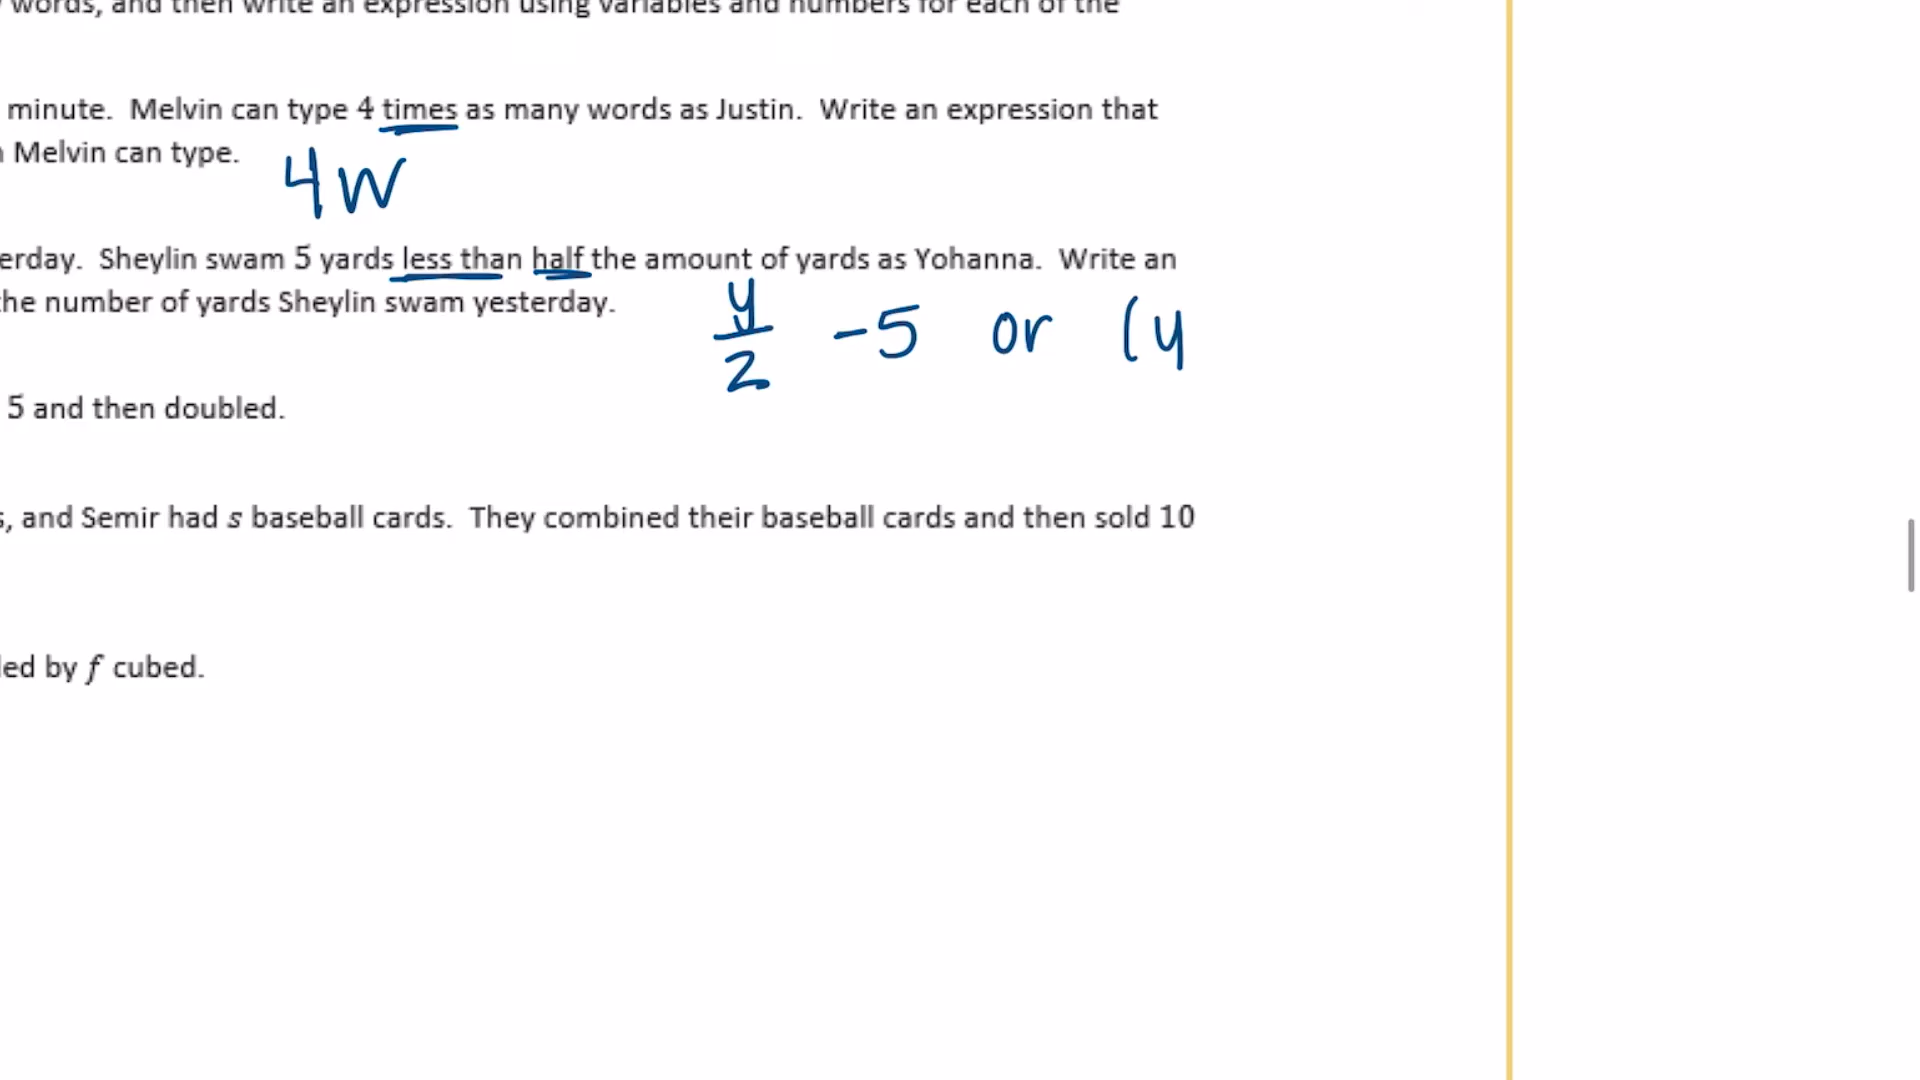 words, and then write an expression using variables and numbers for each of the
minute. Melvin can type 4 times as many words as Justin. Write an expression that
Melvin can type.
4W
erday. Sheylin swam 5 yards less than half the amount of yards as Yohanna. Write an
he number of yards Sheylin swam yesterday.
y/2 -5 or (y
5 and then doubled.
s, and Semir had s baseball cards. They combined their baseball cards and then sold 10
led by f cubed.